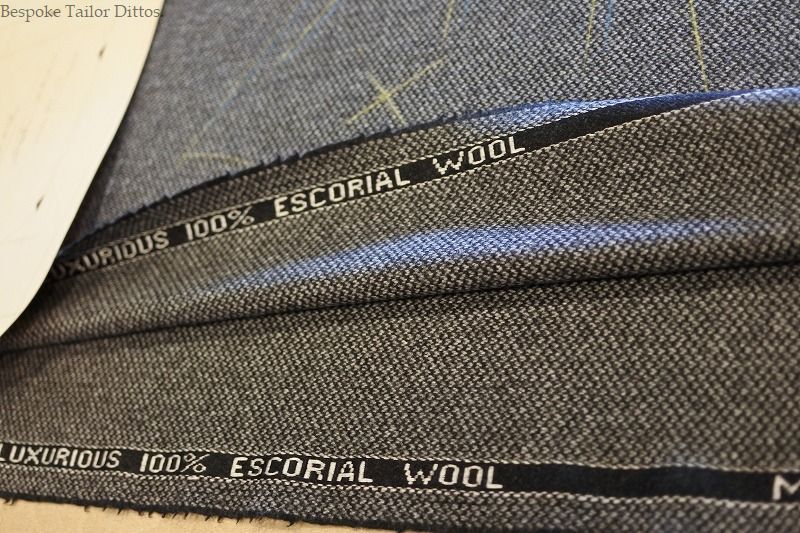 Bespoke Tailor Dittos.
LUXURIOUS 100% ESCORIAL WOOL
LUXURIOUS 100% ESCORIAL WOOL M